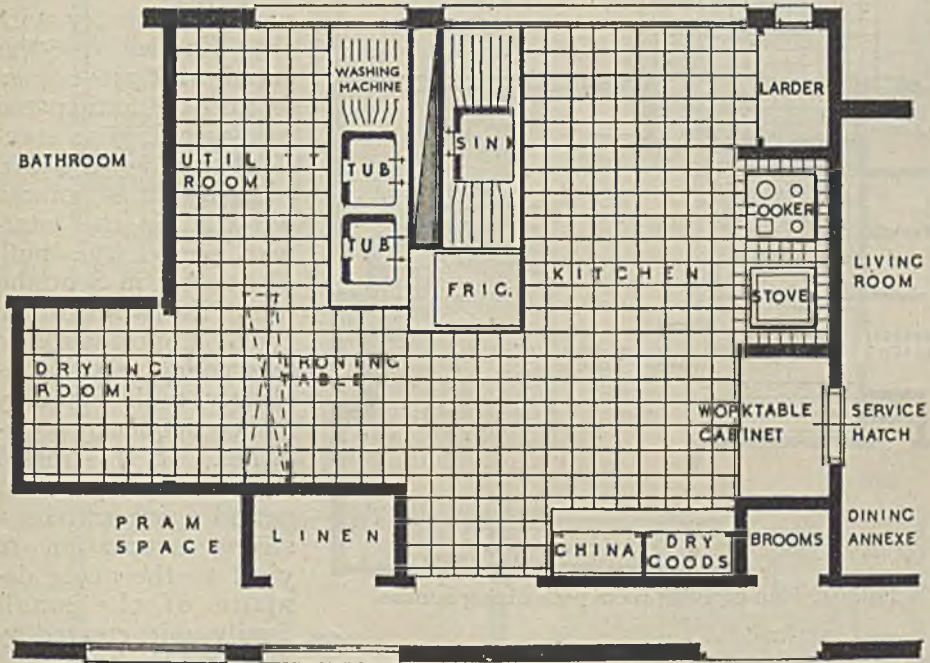 BATHROOM
UTILITY
ROOM
WASHING
MACHINE
TUB
TUB
SINK
FRIG.
KITCHEN
LARDER
COOKER
STOVE
LIVING
ROOM
DRYING
ROOM
IRONING
TABLE
WORKTABLE
CABINET
SERVICE
HATCH
PRAM
SPACE
LINEN
CHINA
DRY
GOODS
BROOMS
DINING
ANNEXE